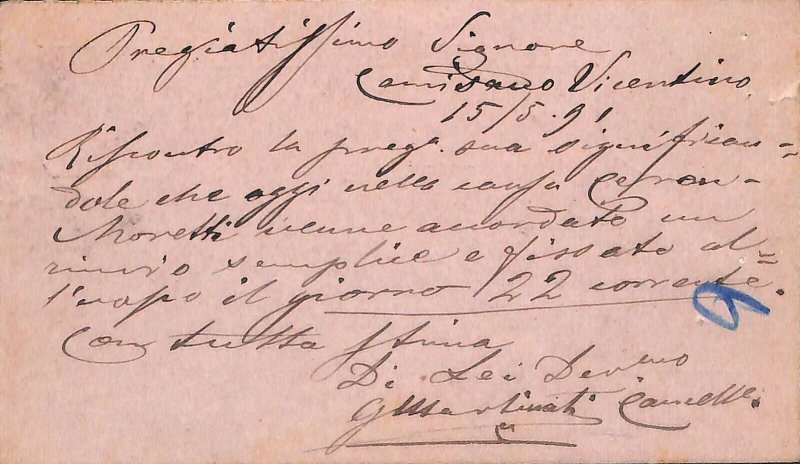 Pregiatissimo Signore
Camisano Vicentino
15/5.91
Riscontro la preg. sua significan=
dole che oggi nella causa
Moretti venne accordato un
rinvio semplice e fissato al=
l'uopo il giorno 22 corrente.
9
Con tutta stima
Di Lei Dev.mo